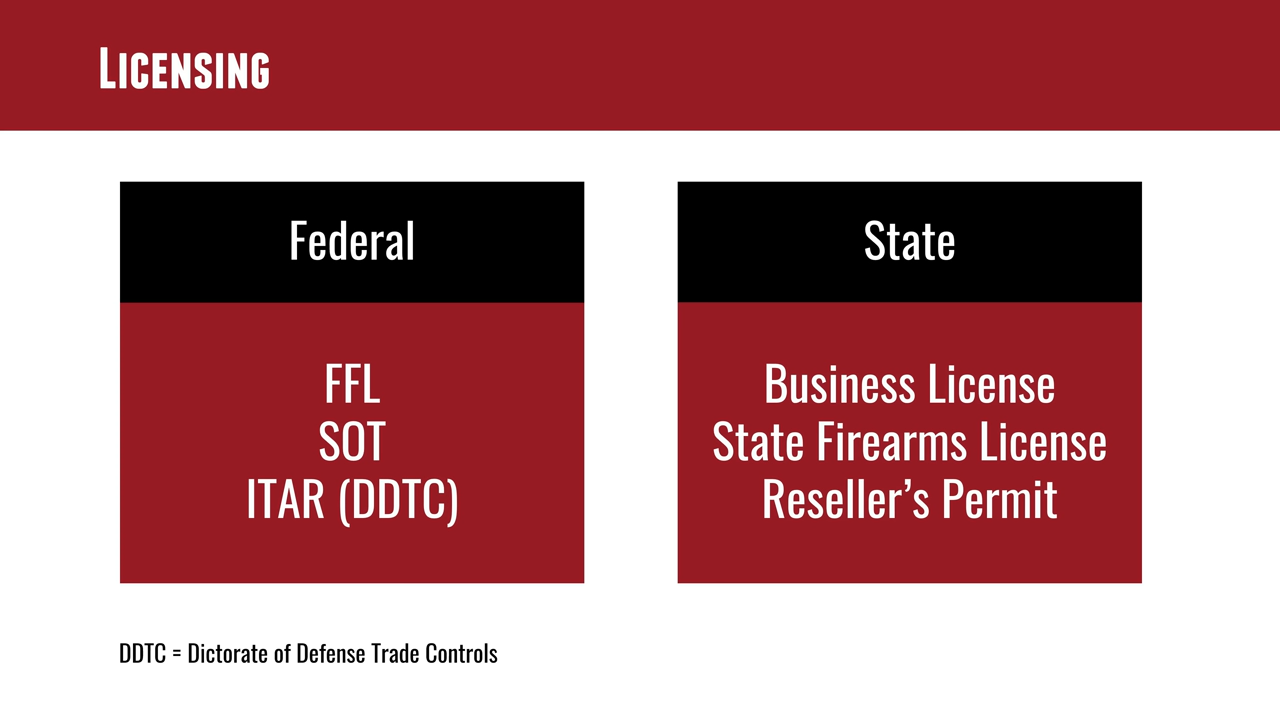 Licensing
Federal
FFL
SOT
ITAR (DDTC)
State
Business License
State Firearms License
Reseller’s Permit
DDTC = Dictorate of Defense Trade Controls